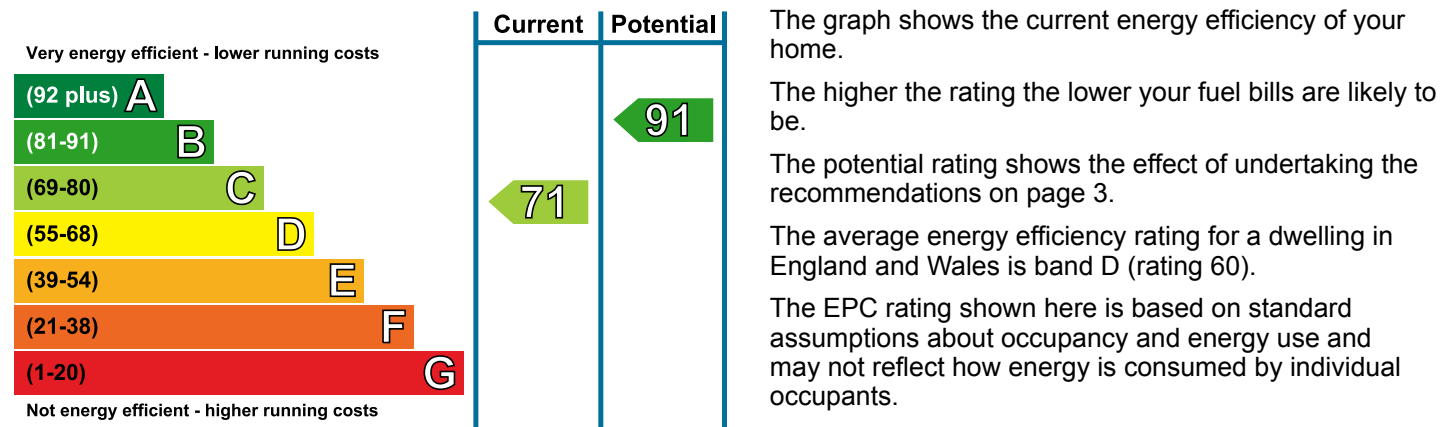 Current Potential
Very energy efficient - lower running costs
(92 plus) A
(81-91) B
91
(69-80) C
71
(55-68) D
(39-54) E
(21-38) F
(1-20) G
Not energy efficient - higher running costs
The graph shows the current energy efficiency of your
home.
The higher the rating the lower your fuel bills are likely to
be.
The potential rating shows the effect of undertaking the
recommendations on page 3.
The average energy efficiency rating for a dwelling in
England and Wales is band D (rating 60).
The EPC rating shown here is based on standard
assumptions about occupancy and energy use and
may not reflect how energy is consumed by individual
occupants.